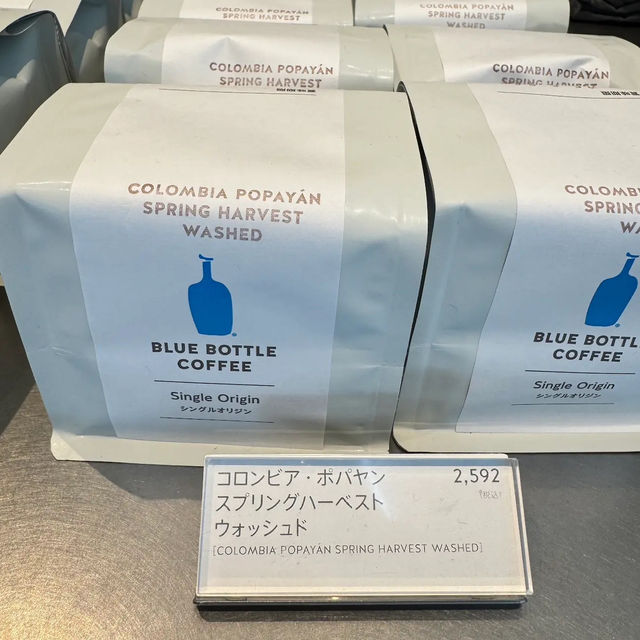 COLOMBIA POPAYÁN
SPRING HARVEST
COLOMBIA POPAYÁN
SPRING HARVEST
WASHED
COLOMBIA POPAYÁN
SPRING HARVEST
COLOMBIA POPAYÁN
SPRING HARVEST
COLOMBIA POPAYÁN
SPRING HARVEST
WASHED
BLUE BOTTLE
COFFEE
Single Origin
シングルオリジン
BLUE BOTTL
COFFEE
Single Origin
シングルオリジン
コロンビア・ポパヤン 2,592
スプリングハーベスト
ウォッシュド
[COLOMBIA POPAYÁN SPRING HARVEST WASHED]